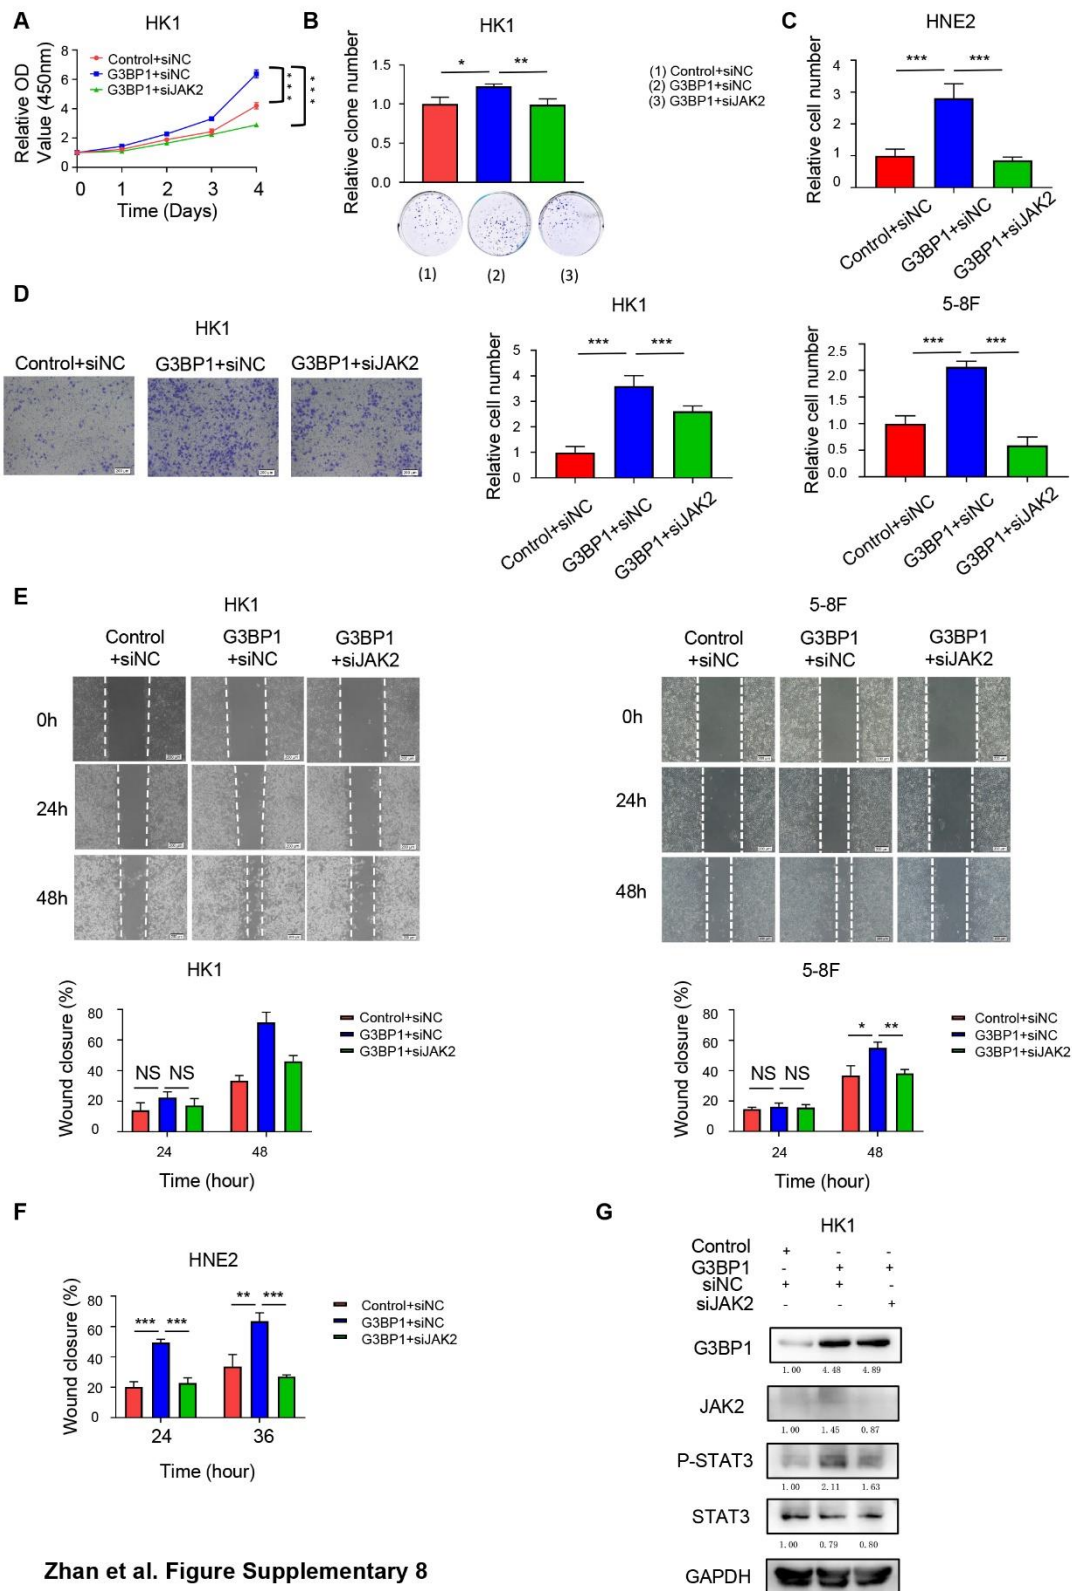 A
HK1
Relative OD
Value (450nm)
8
6
4
2
0
Control+siNC
G3BP1+siNC
G3BP1+siJAK2
***
***
0 1 2 3 4
Time (Days)
B
HK1
Relative clone number
1.5
1.0
0.5
0.0
* **
(1) Control+siNC
(2) G3BP1+siNC
(3) G3BP1+siJAK2
(1) (2) (3)
C
HNE2
Relative cell number
4
3
2
1
0
*** ***
Control+siNC
G3BP1+siNC
G3BP1+siJAK2
D
HK1
Control+siNC G3BP1+siNC G3BP1+siJAK2
HK1
Relative cell number
5
4
3
2
1
0
*** ***
Control+siNC
G3BP1+siNC
G3BP1+siJAK2
5-8F
Relative cell number
2.5
2.0
1.5
1.0
0.5
0.0
*** ***
Control+siNC
G3BP1+siNC
G3BP1+siJAK2
E
HK1
Control
+siNC
G3BP1
+siNC
G3BP1
+siJAK2
0h
24h
48h
5-8F
Control
+siNC
G3BP1
+siNC
G3BP1
+siJAK2
0h
24h
48h
HK1
Wound closure (%)
80
60
40
20
0
NS NS
24 48
Time (hour)
Control+siNC
G3BP1+siNC
G3BP1+siJAK2
5-8F
Wound closure (%)
80
60
40
20
0
NS NS
* **
24 48
Time (hour)
Control+siNC
G3BP1+siNC
G3BP1+siJAK2
F
HNE2
Wound closure (%)
80
60
40
20
0
*** ***
** ***
24 36
Time (hour)
Control+siNC
G3BP1+siNC
G3BP1+siJAK2
G
HK1
Control + - -
G3BP1 - + +
siNC + + -
siJAK2 - - +
G3BP1
1.00 4.48 4.89
JAK2
1.00 1.45 0.87
P-STAT3
1.00 2.11 1.63
STAT3
1.00 0.79 0.80
GAPDH
Zhan et al. Figure Supplementary 8